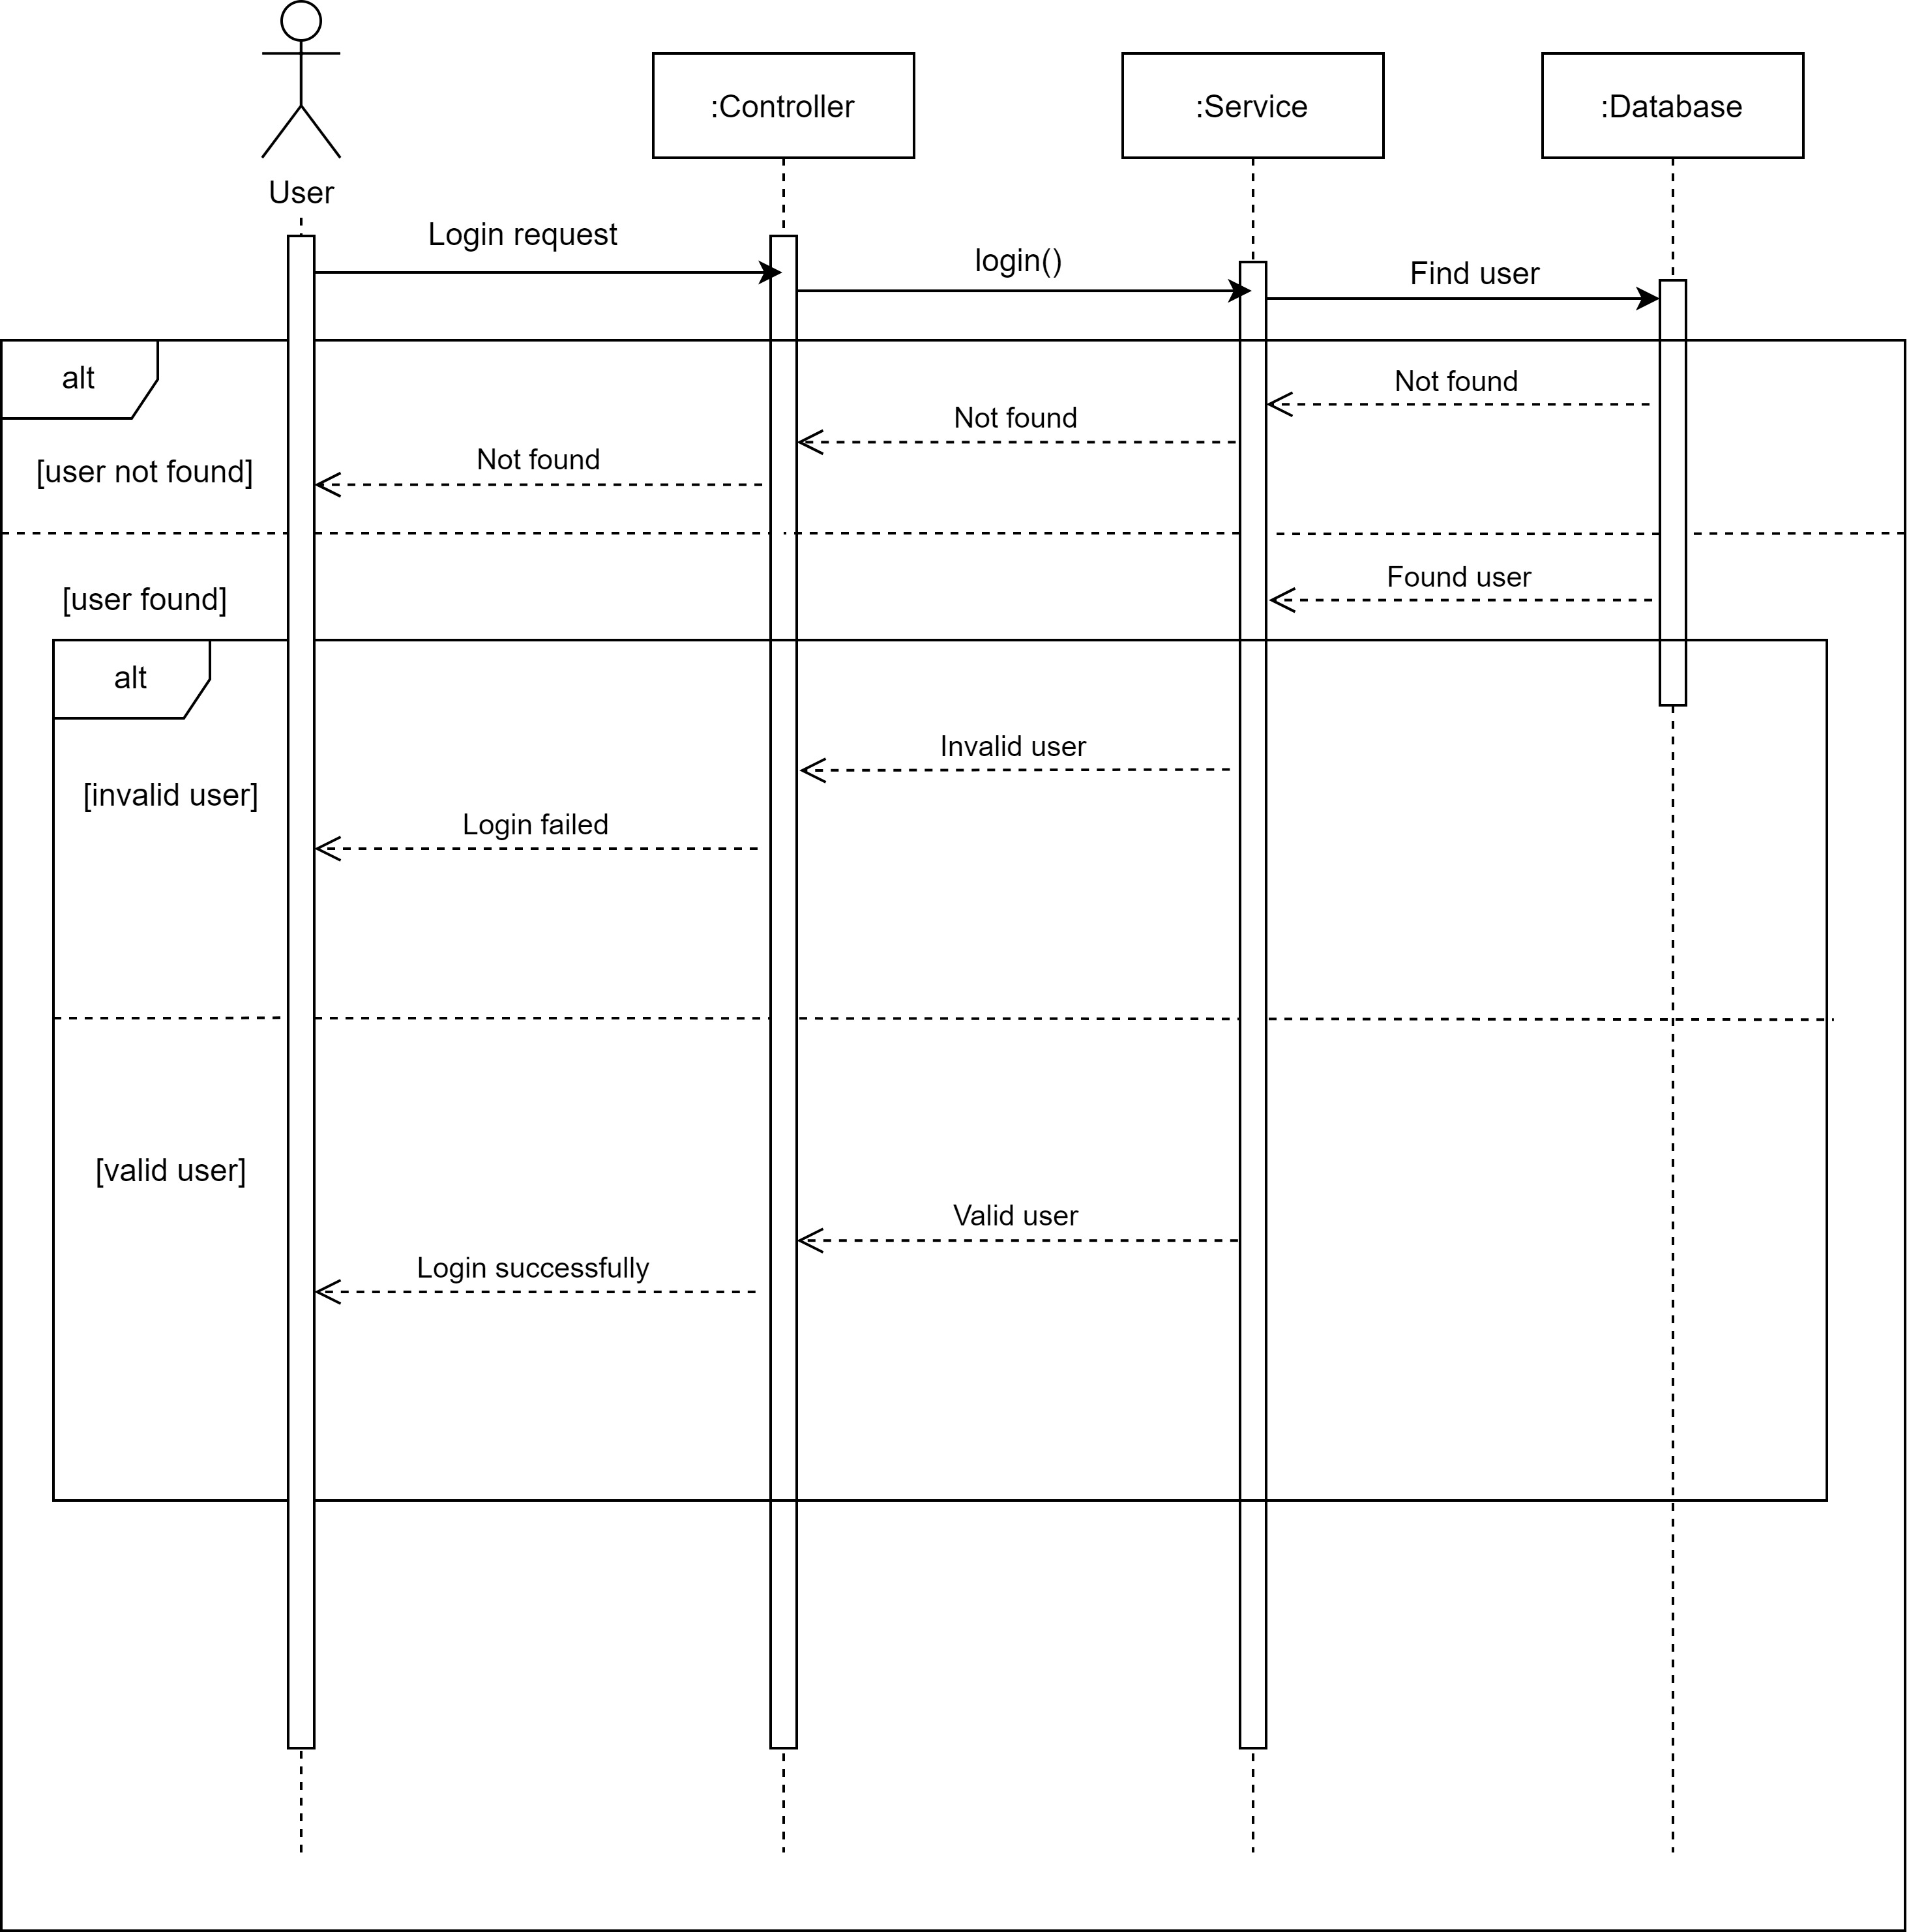 :Controller
:Service
:Database
User
Login request
login()
Find user
alt
Not found
Not found
Not found
[user not found]
Found user
[user found]
alt
Invalid user
[invalid user]
Login failed
[valid user]
Valid user
Login successfully